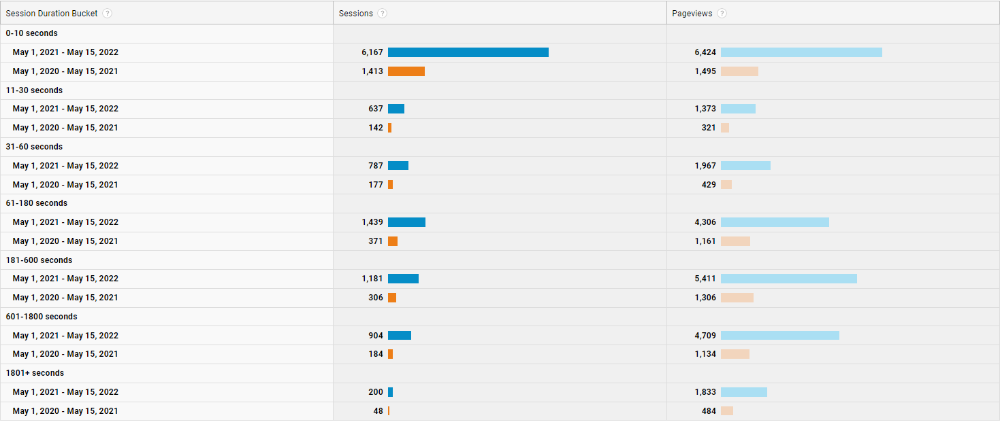 Session Duration Bucket ? Sessions ? Pageviews ?
0-10 seconds
May 1, 2021 - May 15, 2022 6,167 6,424
May 1, 2020 - May 15, 2021 1,413 1,495
11-30 seconds
May 1, 2021 - May 15, 2022 637 1,373
May 1, 2020 - May 15, 2021 142 321
31-60 seconds
May 1, 2021 - May 15, 2022 787 1,967
May 1, 2020 - May 15, 2021 177 429
61-180 seconds
May 1, 2021 - May 15, 2022 1,439 4,306
May 1, 2020 - May 15, 2021 371 1,161
181-600 seconds
May 1, 2021 - May 15, 2022 1,181 5,411
May 1, 2020 - May 15, 2021 306 1,306
601-1800 seconds
May 1, 2021 - May 15, 2022 904 4,709
May 1, 2020 - May 15, 2021 184 1,134
1801+ seconds
May 1, 2021 - May 15, 2022 200 1,833
May 1, 2020 - May 15, 2021 48 484